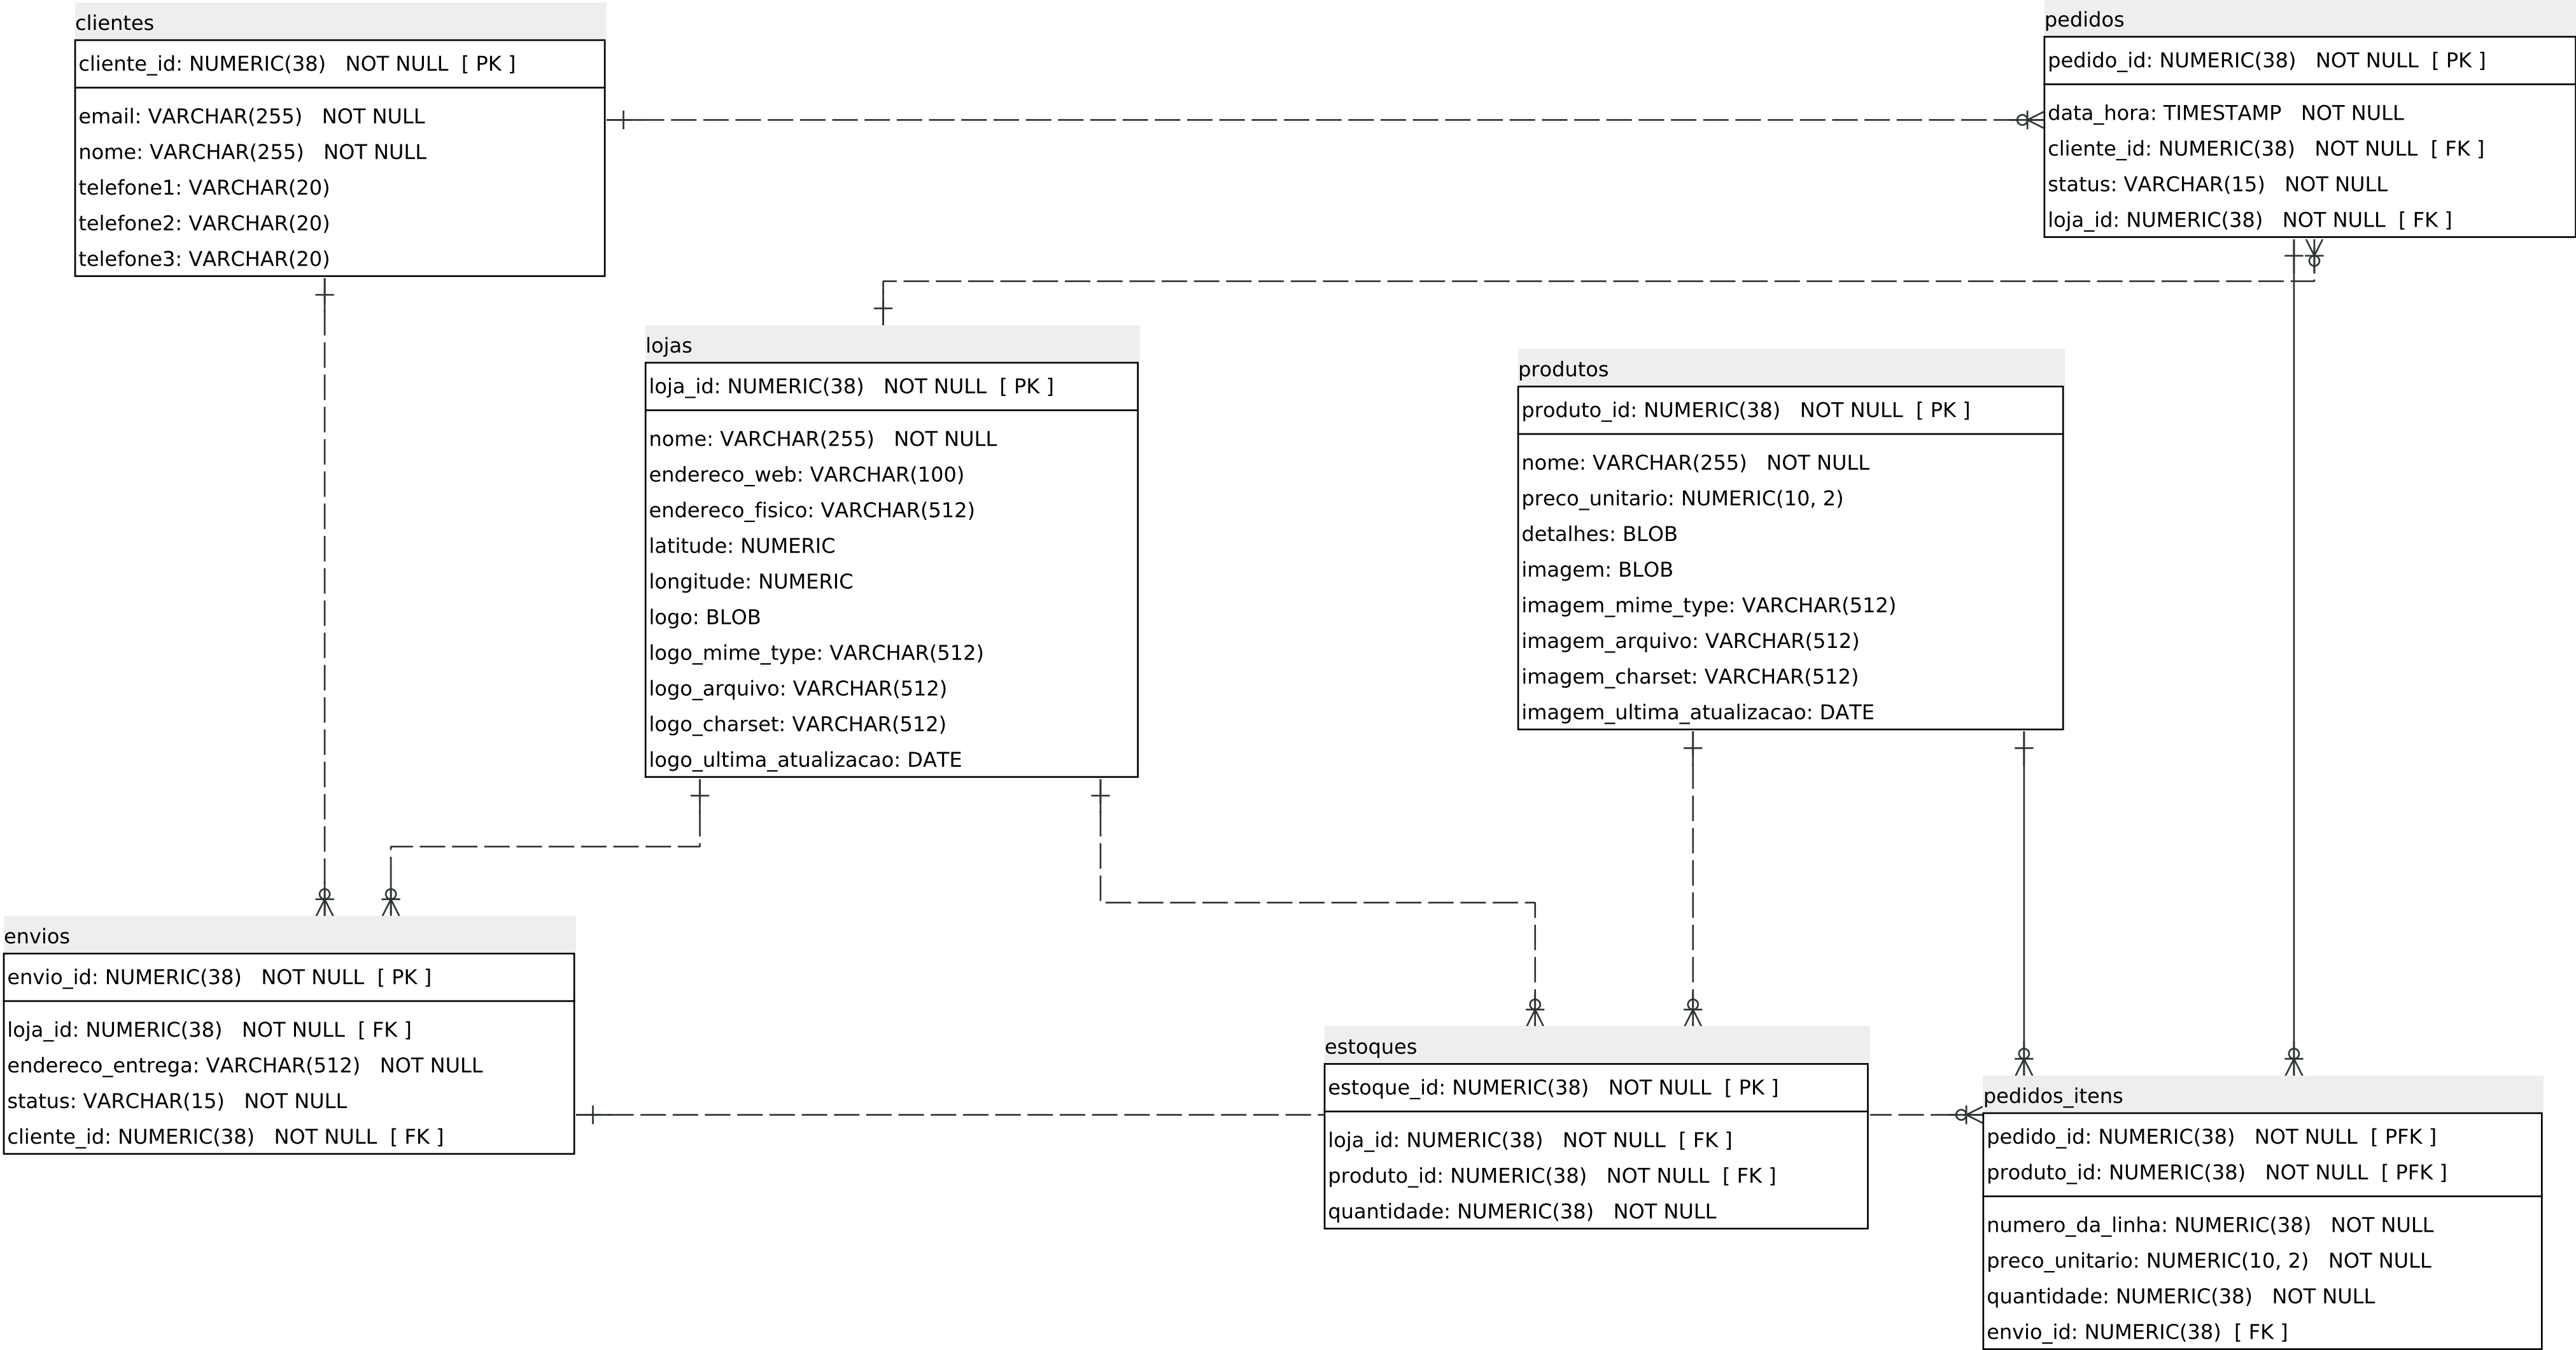 clientes
cliente_id: NUMERIC(38) NOT NULL [ PK ]
email: VARCHAR(255) NOT NULL
nome: VARCHAR(255) NOT NULL
telefone1: VARCHAR(20)
telefone2: VARCHAR(20)
telefone3: VARCHAR(20)
pedidos
pedido_id: NUMERIC(38) NOT NULL [ PK ]
data_hora: TIMESTAMP NOT NULL
cliente_id: NUMERIC(38) NOT NULL [ FK ]
status: VARCHAR(15) NOT NULL
loja_id: NUMERIC(38) NOT NULL [ FK ]
lojas
loja_id: NUMERIC(38) NOT NULL [ PK ]
nome: VARCHAR(255) NOT NULL
endereco_web: VARCHAR(100)
endereco_fisico: VARCHAR(512)
latitude: NUMERIC
longitude: NUMERIC
logo: BLOB
logo_mime_type: VARCHAR(512)
logo_arquivo: VARCHAR(512)
logo_charset: VARCHAR(512)
logo_ultima_atualizacao: DATE
produtos
produto_id: NUMERIC(38) NOT NULL [ PK ]
nome: VARCHAR(255) NOT NULL
preco_unitario: NUMERIC(10, 2)
detalhes: BLOB
imagem: BLOB
imagem_mime_type: VARCHAR(512)
imagem_arquivo: VARCHAR(512)
imagem_charset: VARCHAR(512)
imagem_ultima_atualizacao: DATE
envios
envio_id: NUMERIC(38) NOT NULL [ PK ]
loja_id: NUMERIC(38) NOT NULL [ FK ]
endereco_entrega: VARCHAR(512) NOT NULL
status: VARCHAR(15) NOT NULL
cliente_id: NUMERIC(38) NOT NULL [ FK ]
estoques
estoque_id: NUMERIC(38) NOT NULL [ PK ]
loja_id: NUMERIC(38) NOT NULL [ FK ]
produto_id: NUMERIC(38) NOT NULL [ FK ]
quantidade: NUMERIC(38) NOT NULL
pedidos_itens
pedido_id: NUMERIC(38) NOT NULL [ PFK ]
produto_id: NUMERIC(38) NOT NULL [ PFK ]
numero_da_linha: NUMERIC(38) NOT NULL
preco_unitario: NUMERIC(10, 2) NOT NULL
quantidade: NUMERIC(38) NOT NULL
envio_id: NUMERIC(38) [ FK ]